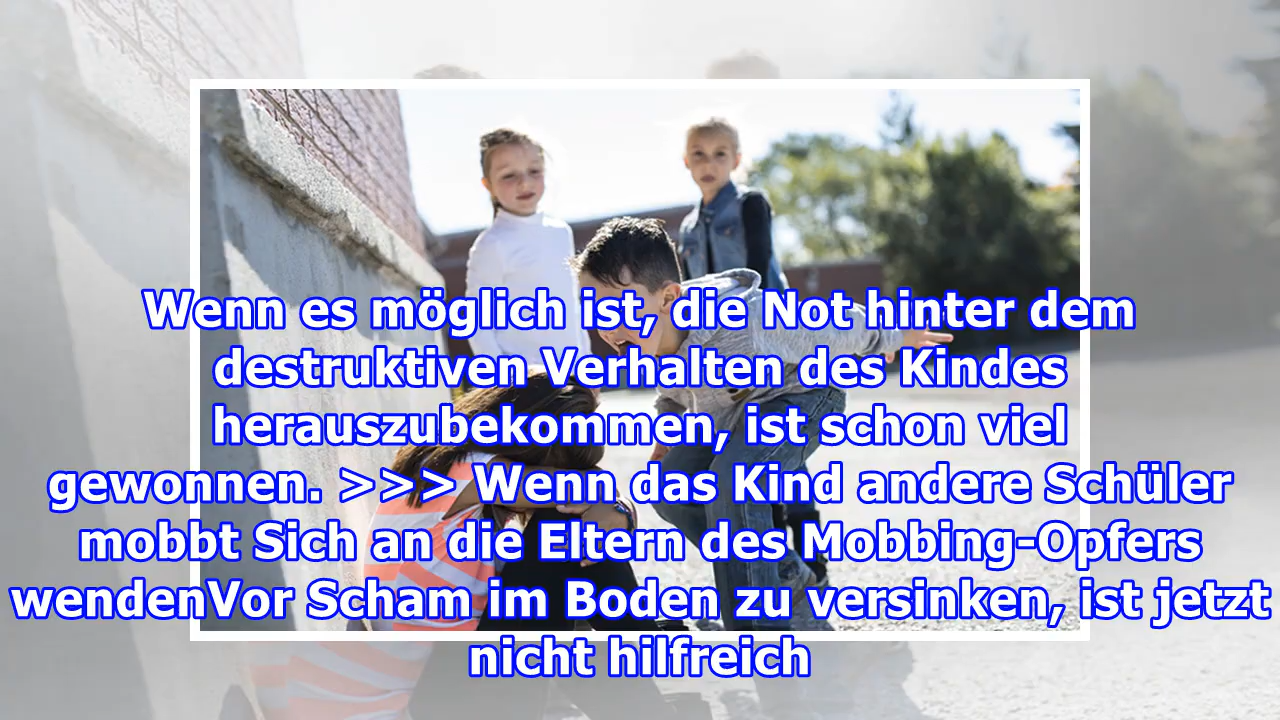 Wenn es möglich ist, die Not hinter dem
destruktiven Verhalten des Kindes
herauszubekommen, ist schon viel
gewonnen. >>> Wenn das Kind andere Schüler
mobbt Sich an die Eltern des Mobbing-Opfers
wendenVor Scham im Boden zu versinken, ist jetzt
nicht hilfreich